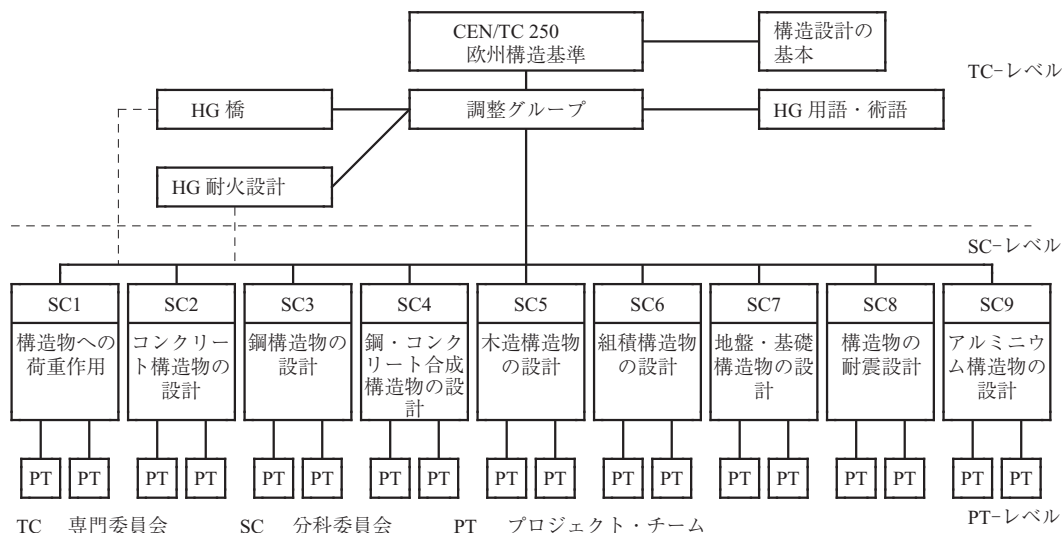 CEN/TC 250
欧州構造基準
構造設計の
基本
TC-レベル
HG 橋
調整グループ
HG 用語・術語
HG 耐火設計
SC-レベル
SC1
構造物への
荷重作用
SC2
コンクリー
ト構造物の
設計
SC3
鋼構造物の
設計
SC4
鋼・コンク
リート合成
構造物の設
計
SC5
木造構造物
の設計
SC6
組積構造物
の設計
SC7
地盤・基礎
構造物の設
計
SC8
構造物の
耐震設計
SC9
アルミニウ
ム構造物の
設計
PT PT PT PT PT PT PT PT PT PT PT PT PT PT PT PT PT PT
PT-レベル
TC 専門委員会 SC 分科委員会 PT プロジェクト・チーム